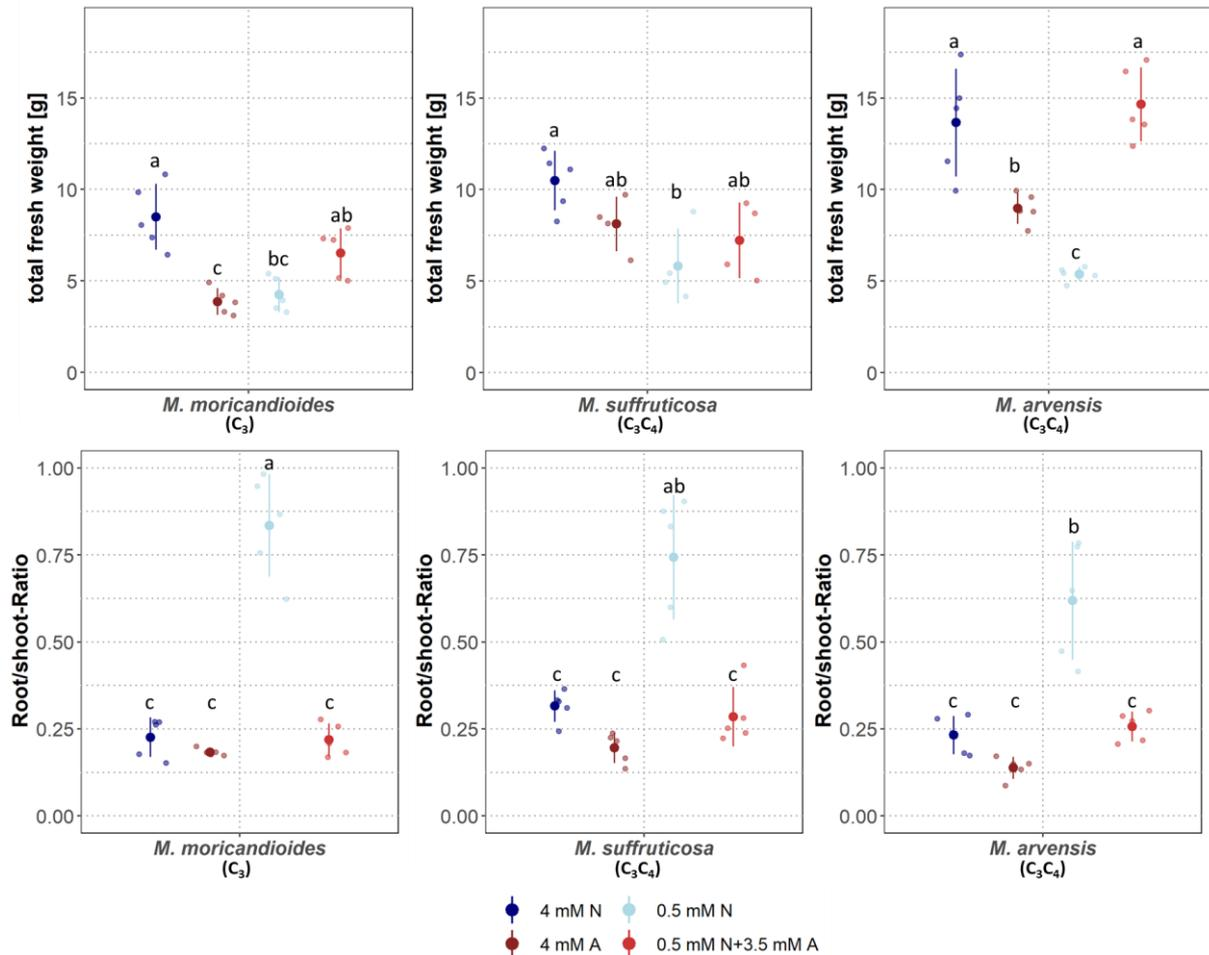 total fresh weight [g]
15
10
5
0
a
c
bc
ab
M. moricandioides
(C₃)
total fresh weight [g]
15
10
5
0
a
ab
b
ab
M. suffruticosa
(C₃C₄)
total fresh weight [g]
15
10
5
0
a
b
c
a
M. arvensis
(C₃C₄)
Root/shoot-Ratio
1.00
0.75
0.50
0.25
0.00
c
c
a
c
M. moricandioides
(C₃)
Root/shoot-Ratio
1.00
0.75
0.50
0.25
0.00
c
c
ab
c
M. suffruticosa
(C₃C₄)
Root/shoot-Ratio
1.00
0.75
0.50
0.25
0.00
c
c
b
c
M. arvensis
(C₃C₄)
4 mM N
0.5 mM N
4 mM A
0.5 mM N+3.5 mM A